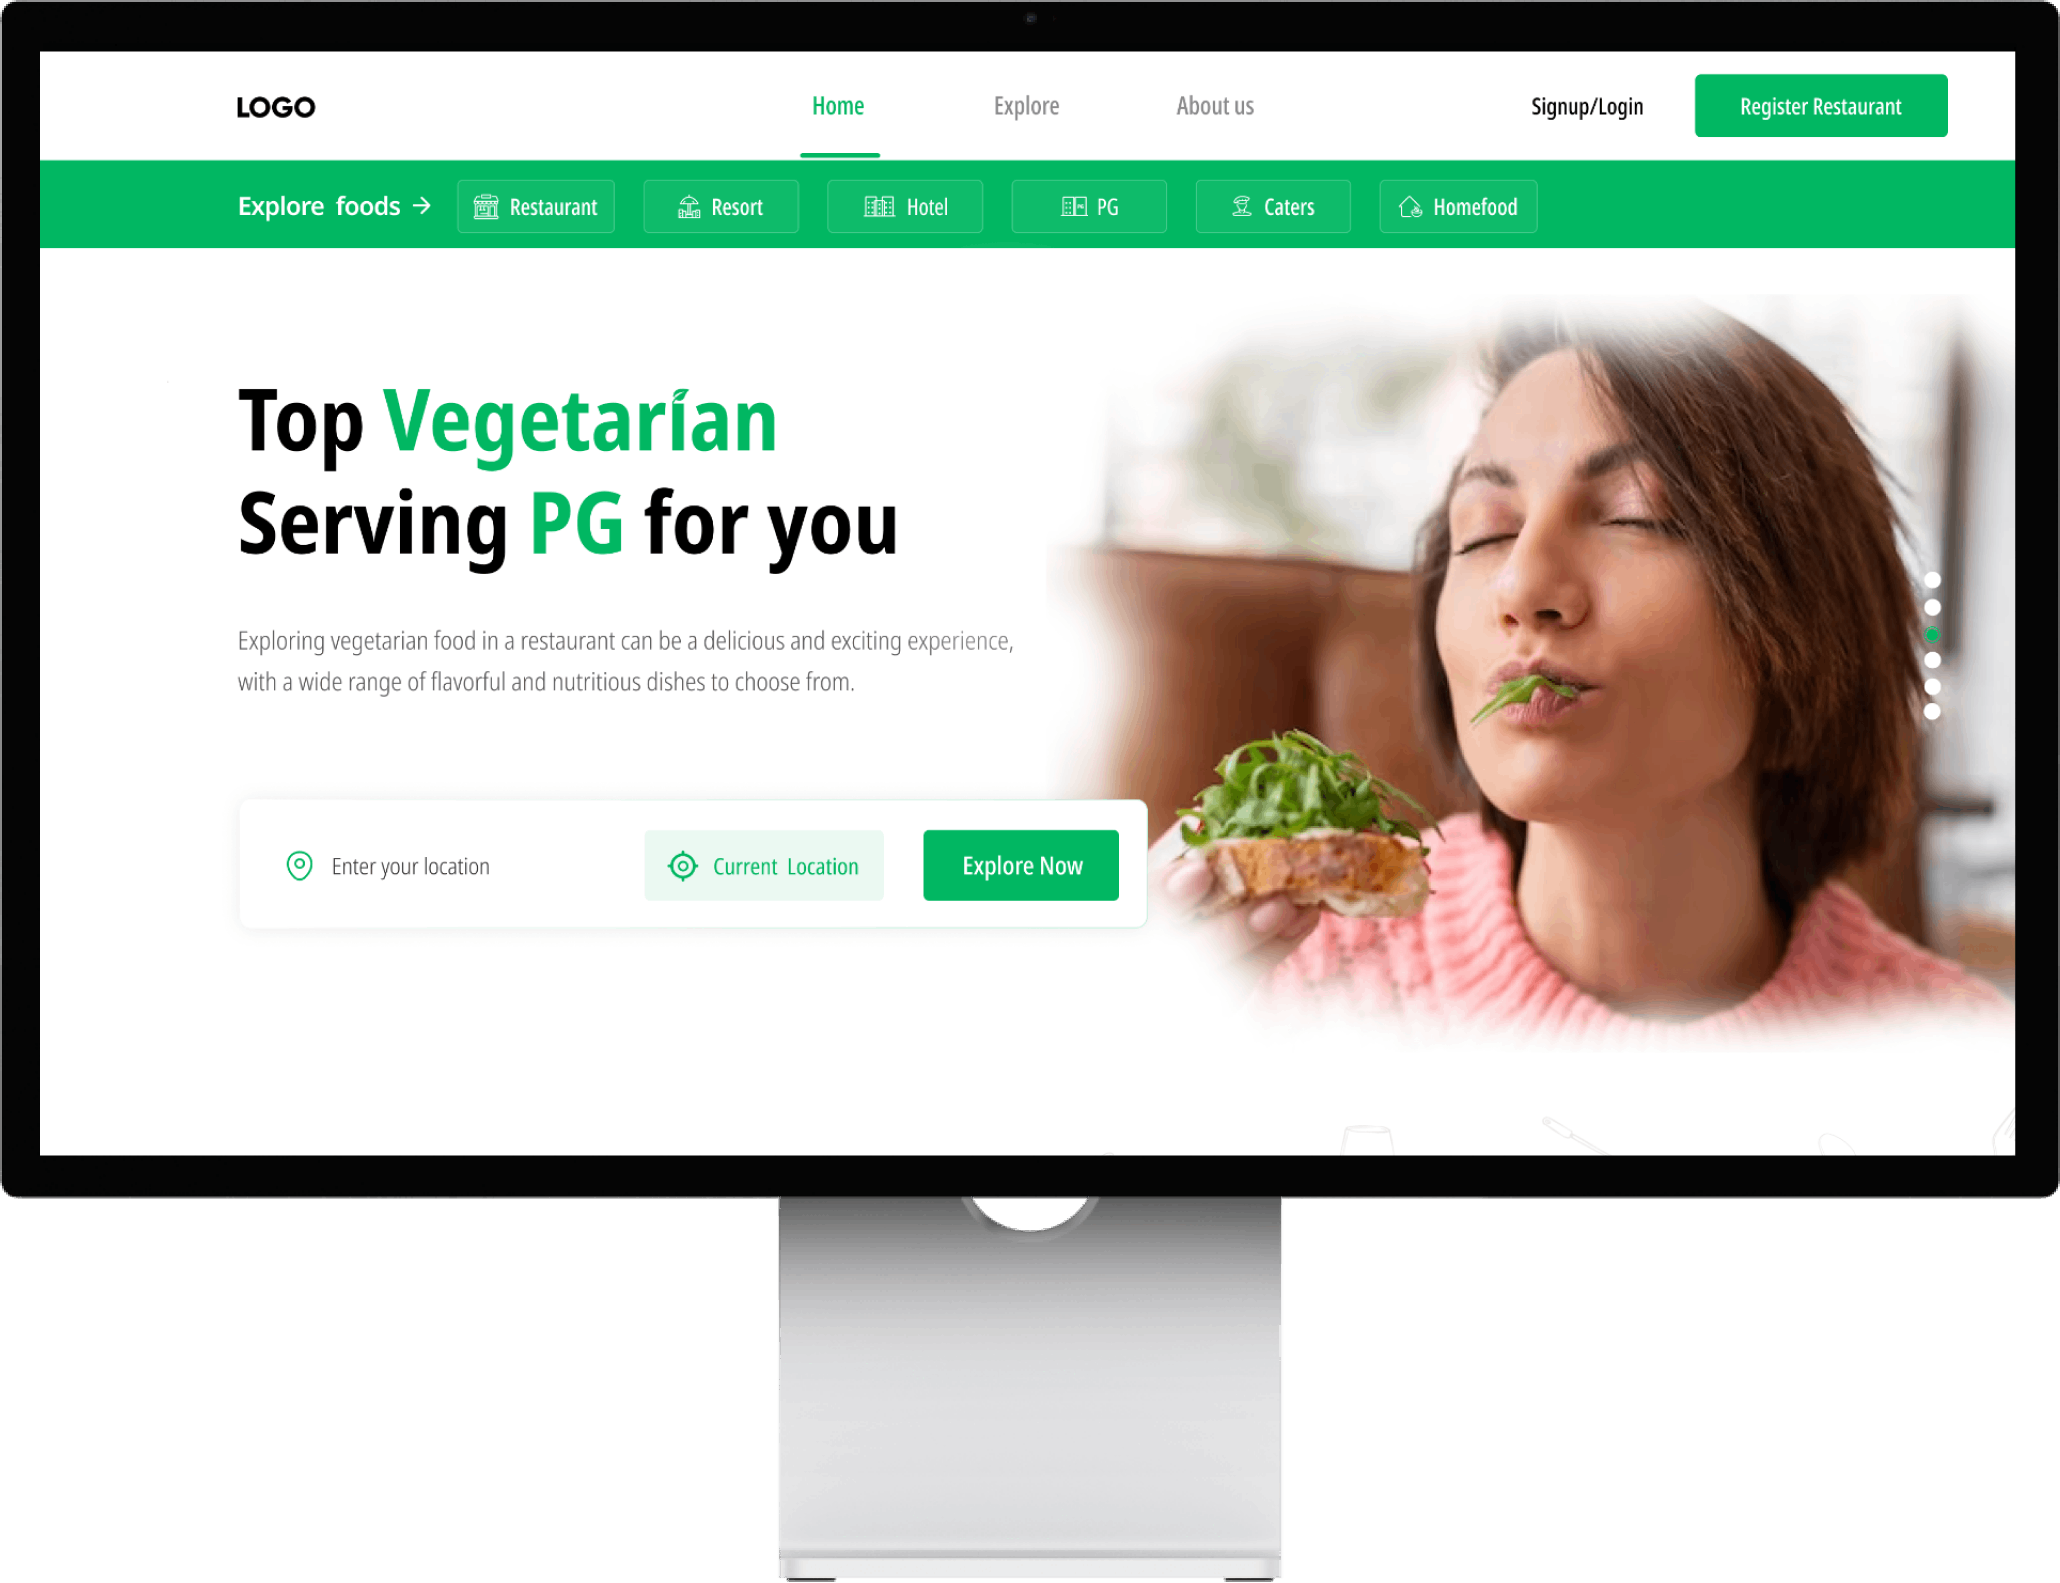 LOGO
Home
Explore
About us
Signup/Login
Register Restaurant
Explore foods →
Restaurant
Resort
Hotel
PG
Caters
Homefood
Top Vegetarian
Serving PG for you
Exploring vegetarian food in a restaurant can be a delicious and exciting experience,
with a wide range of flavorful and nutritious dishes to choose from.
Enter your location
Current Location
Explore Now